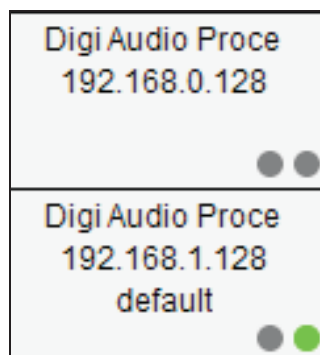 Digi Audio Proce
192.168.0.128
Digi Audio Proce
192.168.1.128
default